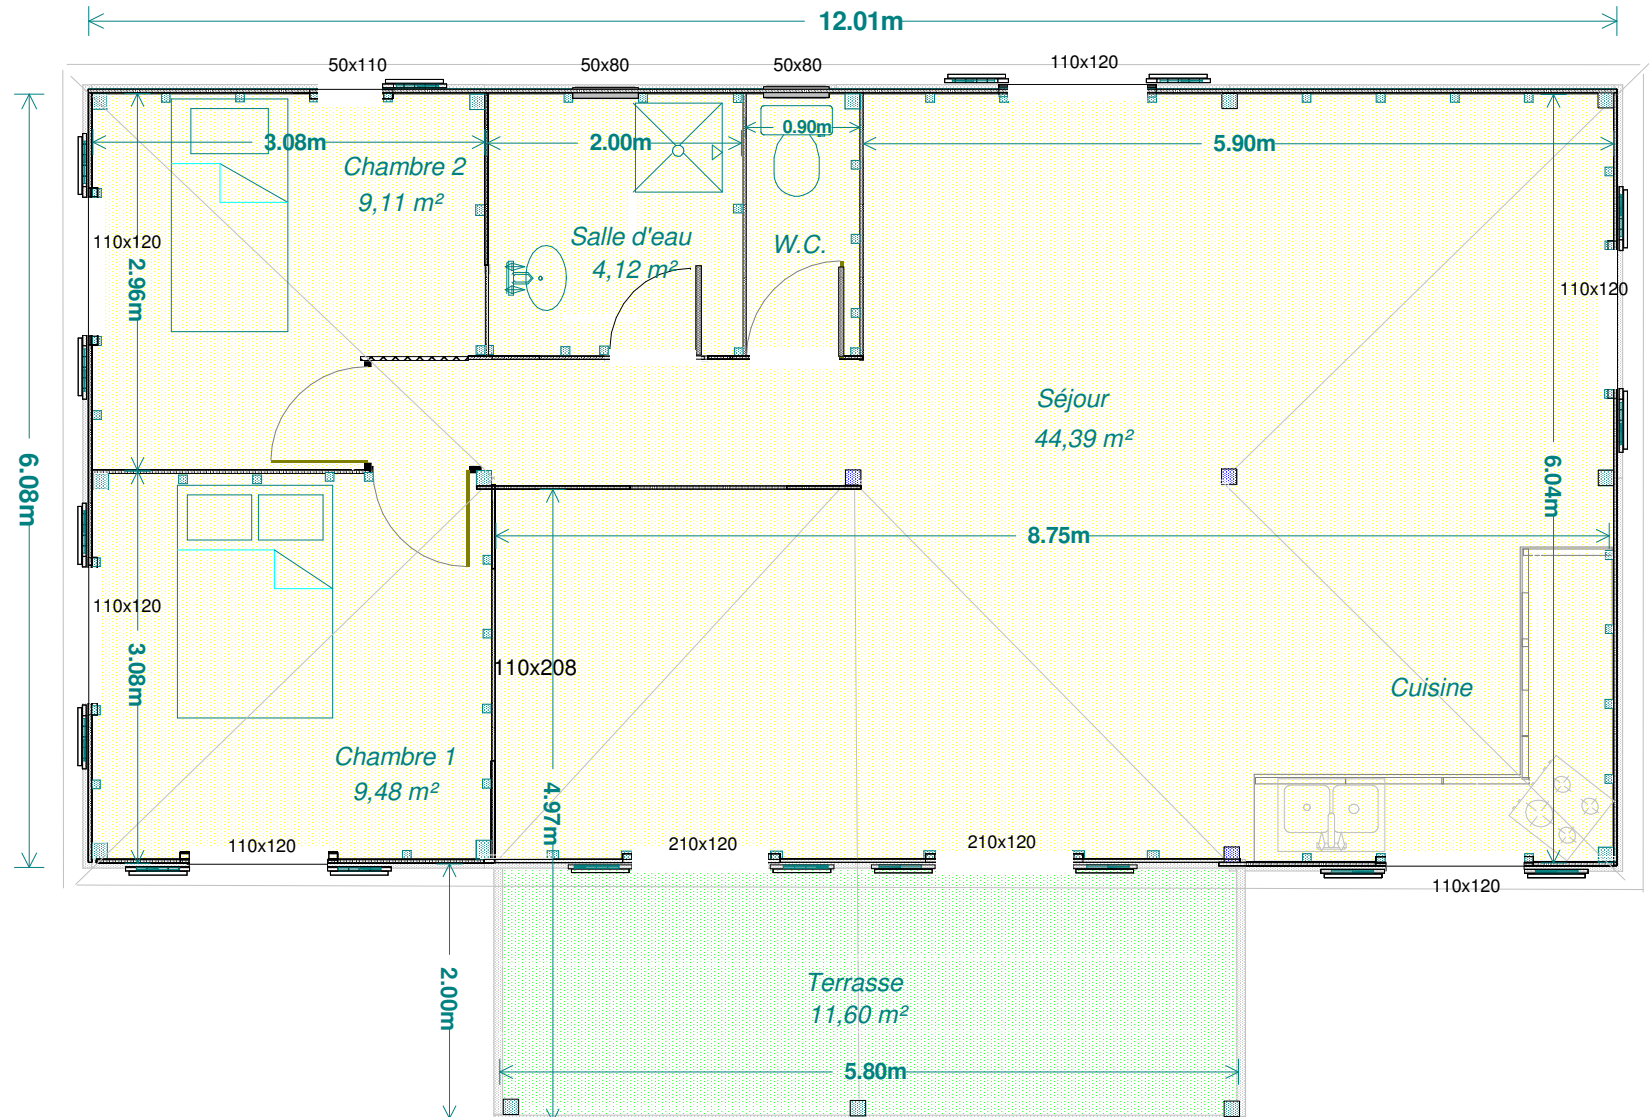 12.01m
50x110
50x80
50x80
110x120
3.08m
2.00m
0.90m
5.90m
Chambre 2
9,11 m²
Salle d'eau
4,12 m²
W.C.
110x120
2.96m
110x120
Séjour
44,39 m²
6.08m
6.04m
8.75m
110x120
3.08m
110x208
Cuisine
Chambre 1
9,48 m²
4.97m
110x120
210x120
210x120
110x120
2.00m
Terrasse
11,60 m²
5.80m